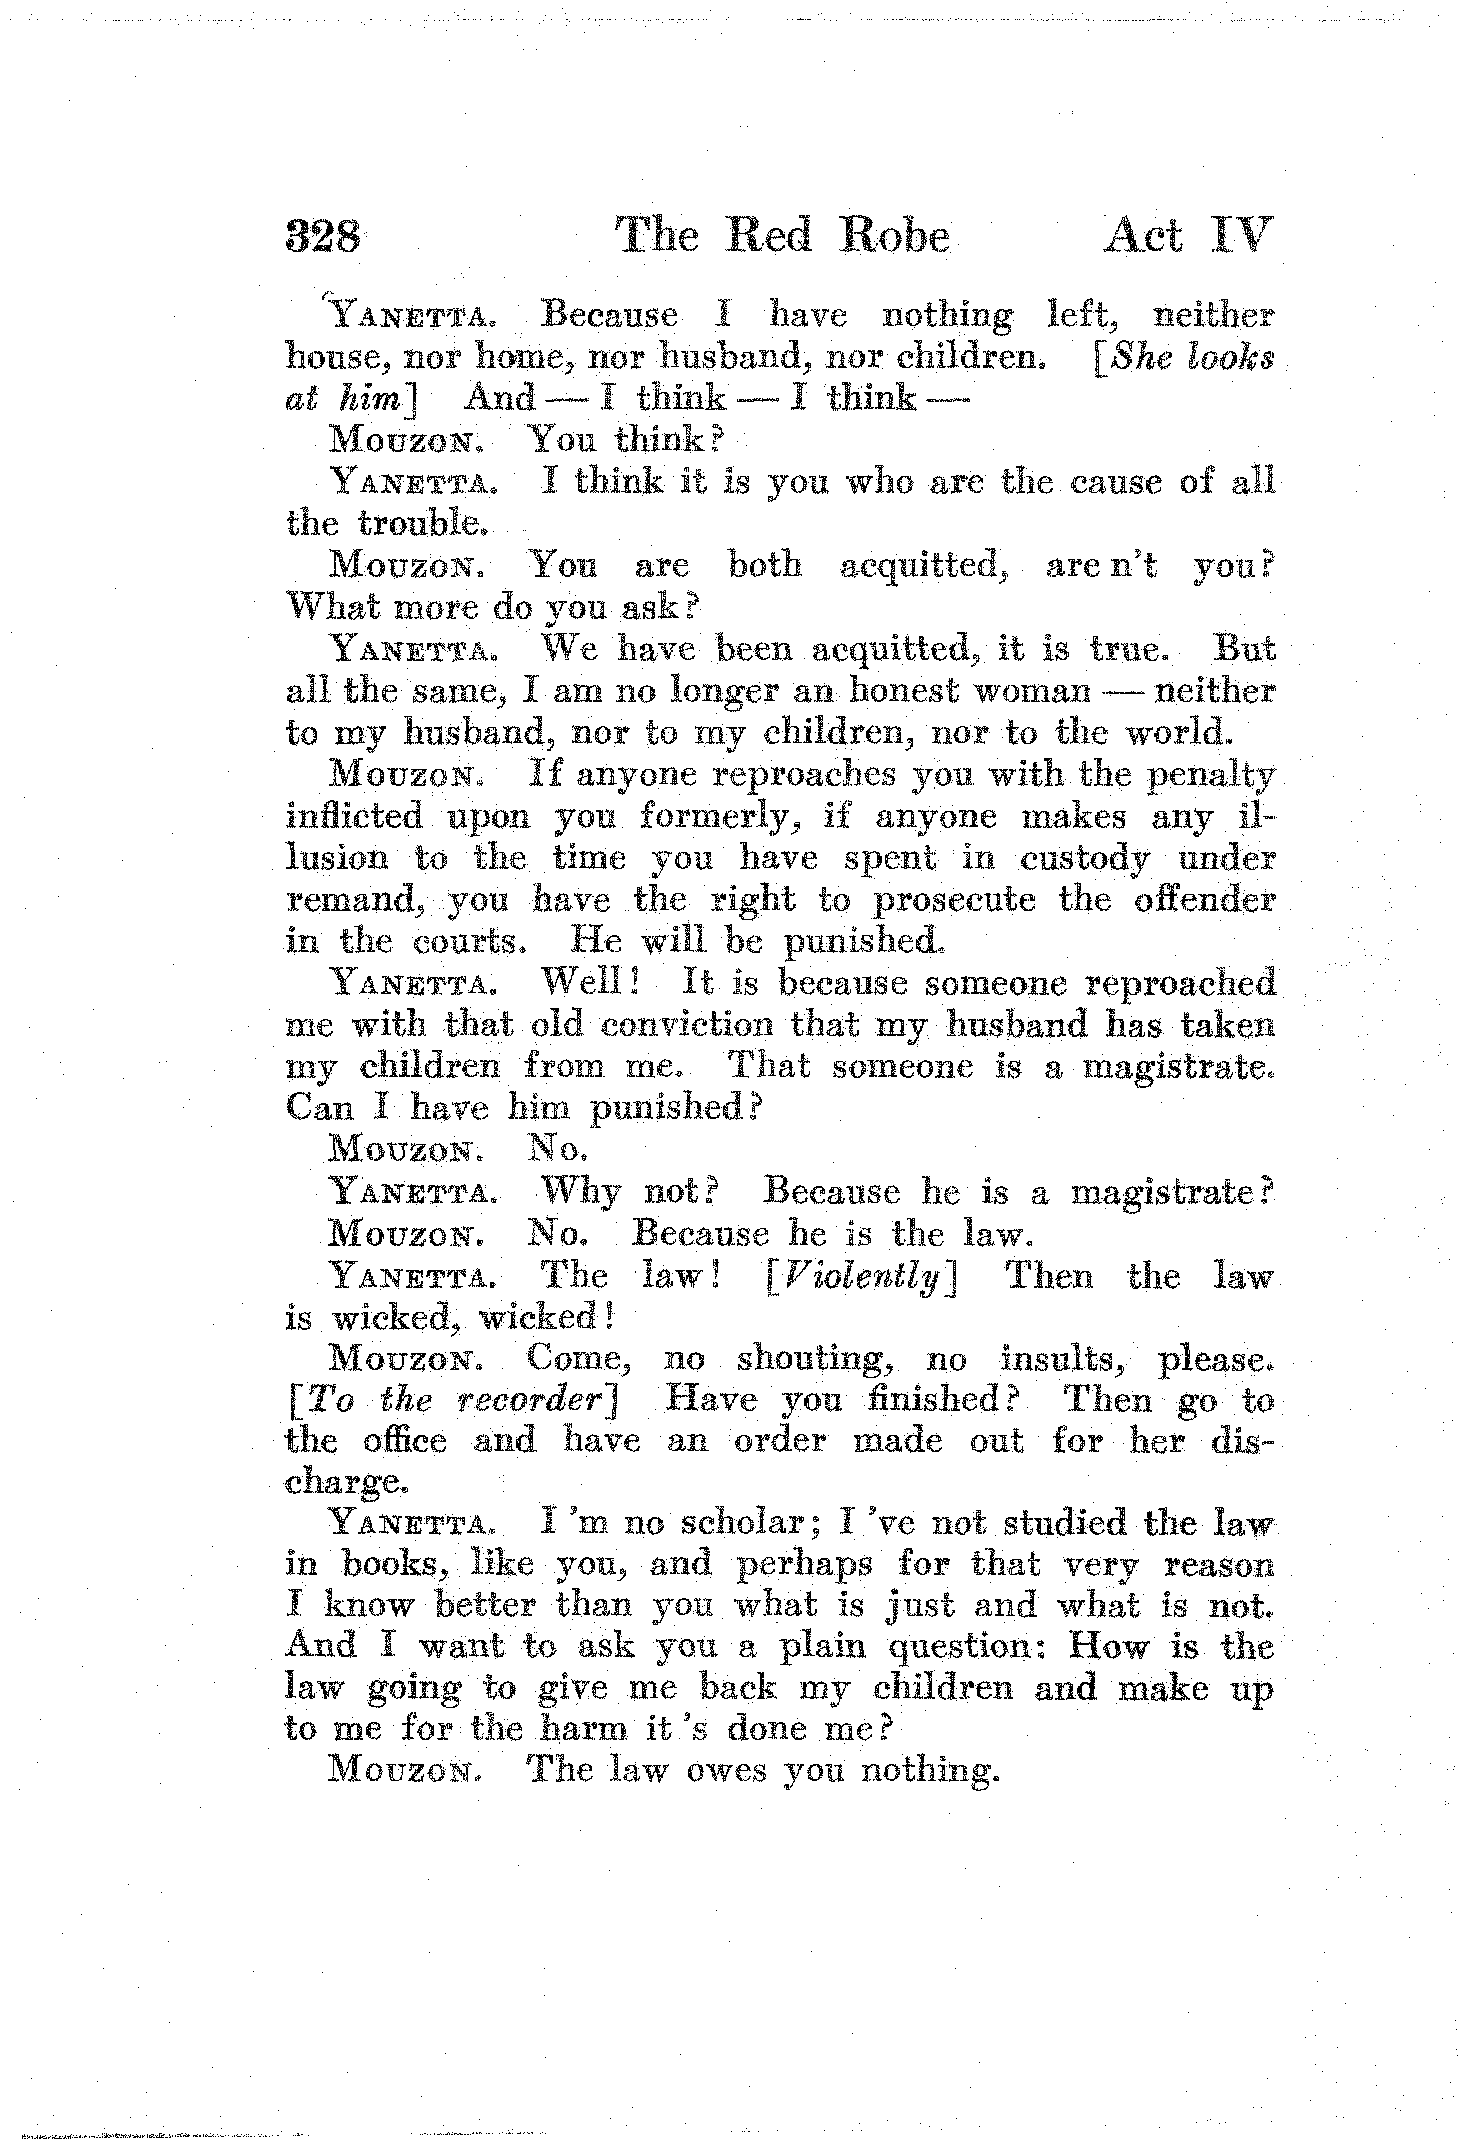 328 The Red Robe Act IV
YANETTA. Because I have nothing left, neither
house, nor home, nor husband, nor children. [She looks
at him] And — I think — I think —
MOUZON. You think?
YANETTA. I think it is you who are the cause of all
the trouble.
MOUZON. You are both acquitted, are n't you?
What more do you ask?
YANETTA. We have been acquitted, it is true. But
all the same, I am no longer an honest woman — neither
to my husband, nor to my children, nor to the world.
MOUZON. If anyone reproaches you with the penalty
inflicted upon you formerly, if anyone makes any il-
lusion to the time you have spent in custody under
remand, you have the right to prosecute the offender
in the courts. He will be punished.
YANETTA. Well! It is because someone reproached
me with that old conviction that my husband has taken
my children from me. That someone is a magistrate.
Can I have him punished?
MOUZON. No.
YANETTA. Why not? Because he is a magistrate?
MOUZON. No. Because he is the law.
YANETTA. The law! [Violently] Then the law
is wicked, wicked!
MOUZON. Come, no shouting, no insults, please.
[To the recorder] Have you finished? Then go to
the office and have an order made out for her dis-
charge.
YANETTA. I 'm no scholar; I 've not studied the law
in books, like you, and perhaps for that very reason
I know better than you what is just and what is not.
And I want to ask you a plain question: How is the
law going to give me back my children and make up
to me for the harm it 's done me?
MOUZON. The law owes you nothing.